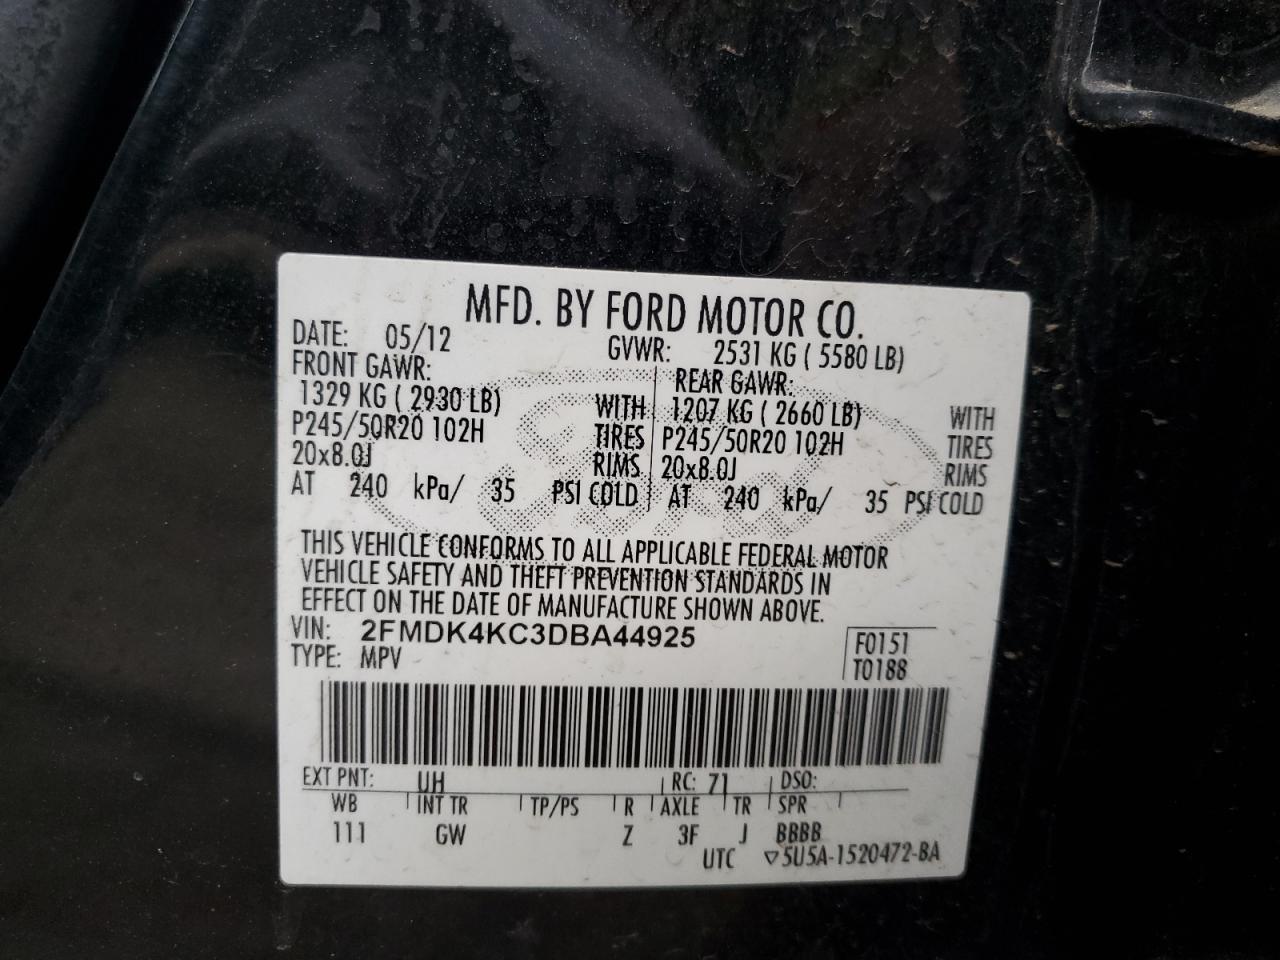 MFD. BY FORD MOTOR CO.
DATE: 05/12 GVWR: 2531 KG ( 5580 LB)
FRONT GAWR: REAR GAWR:
1329 KG ( 2930 LB) WITH 1207 KG ( 2660 LB) WITH
P245/50R20 102H TIRES P245/50R20 102H TIRES
20x8.0J RIMS 20x8.0J RIMS
AT 240 kPa/ 35 PSI COLD AT 240 kPa/ 35 PSI COLD
THIS VEHICLE CONFORMS TO ALL APPLICABLE FEDERAL MOTOR
VEHICLE SAFETY AND THEFT PREVENTION STANDARDS IN
EFFECT ON THE DATE OF MANUFACTURE SHOWN ABOVE.
VIN: 2FMDK4KC3DBA44925 F0151
TYPE: MPV T0188
EXT PNT: UH RC: 71 DSO:
WB INT TR TP/PS R AXLE TR SPR
111 GW Z 3F J BBBB
UTC ▽5U5A-1520472-BA